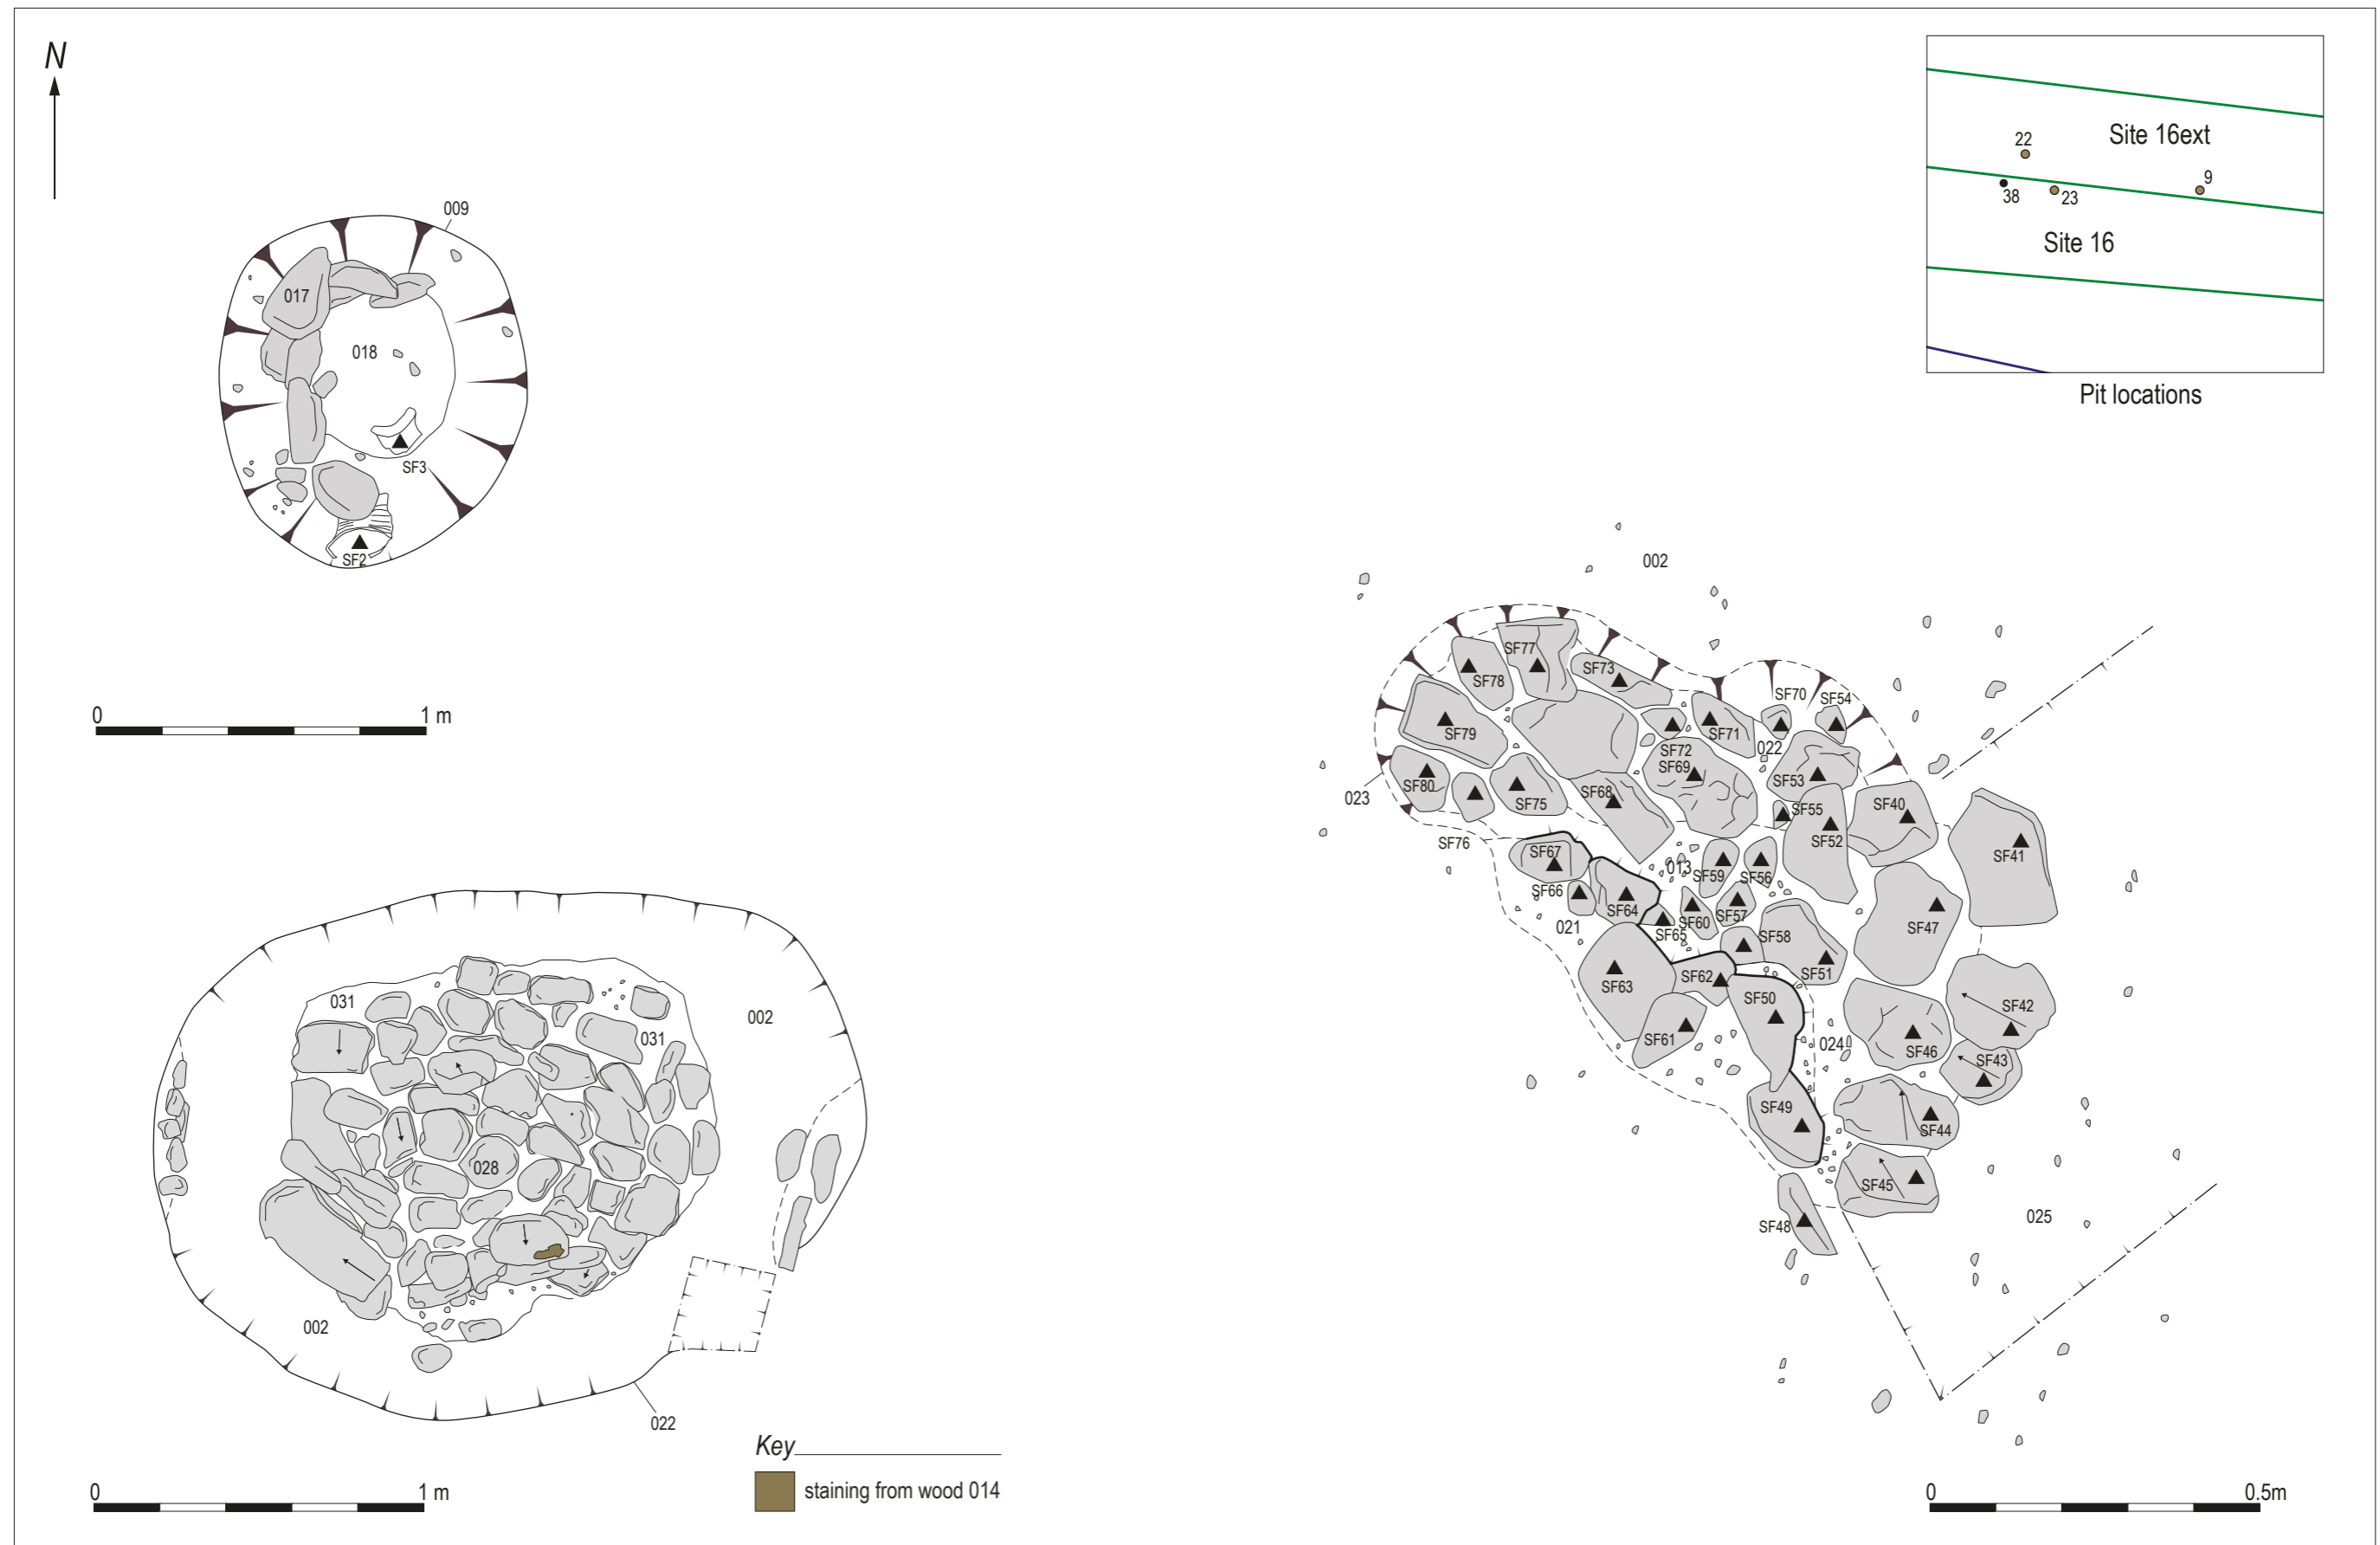 N
009
017
018
SF3
SF2
0 1 m
22
Site 16ext
9
38
23
Site 16
Pit locations
002
SF77
SF73
SF78
SF70
SF54
SF79
SF71
022
SF72
SF69
SF53
SF80
023
SF75
SF68
SF55
SF40
SF52
SF41
SF76
SF67
013
SF59
SF56
SF66
SF64
SF57
SF60
SF65
021
SF58
SF47
SF51
SF63
SF62
SF50
SF42
SF61
024
SF46
SF43
SF49
SF44
SF45
SF48
025
0 0.5m
031
031
002
028
002
022
0 1 m
Key
staining from wood 014